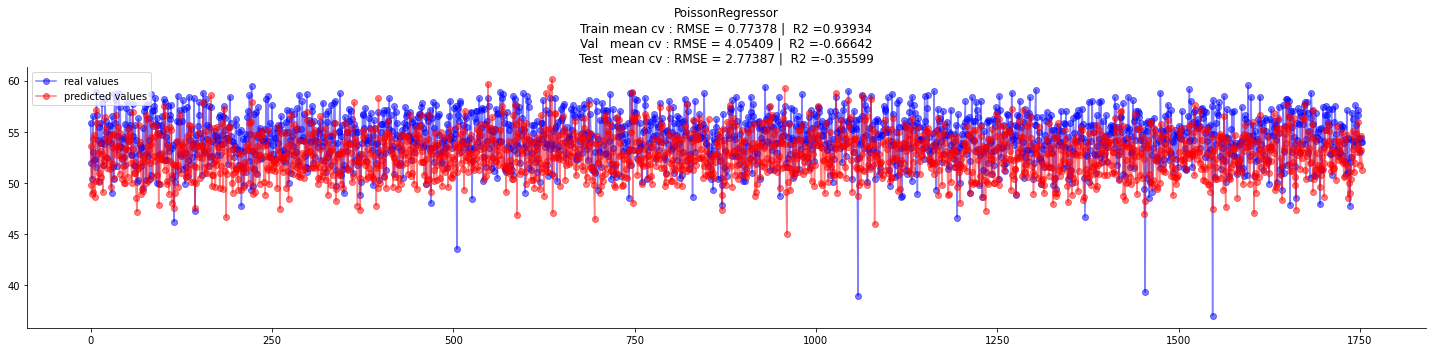 PoissonRegressor
Train mean cv : RMSE = 0.77378 |  R2 =0.93934
Val   mean cv : RMSE = 4.05409 |  R2 =-0.66642
Test  mean cv : RMSE = 2.77387 |  R2 =-0.35599
real values
predicted values
60
55
50
45
40
0 250 500 750 1000 1250 1500 1750